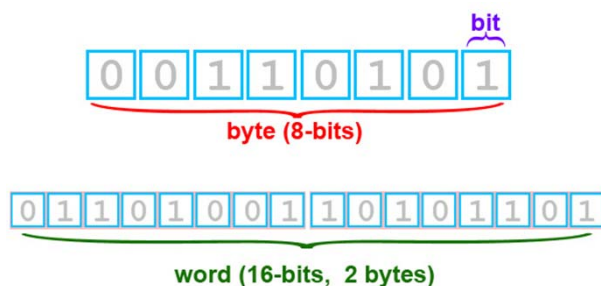 bit
0 0 1 1 0 1 0 1
byte (8-bits)
0 1 1 0 1 0 0 1 1 0 1 0 1 1 0 1
word (16-bits, 2 bytes)